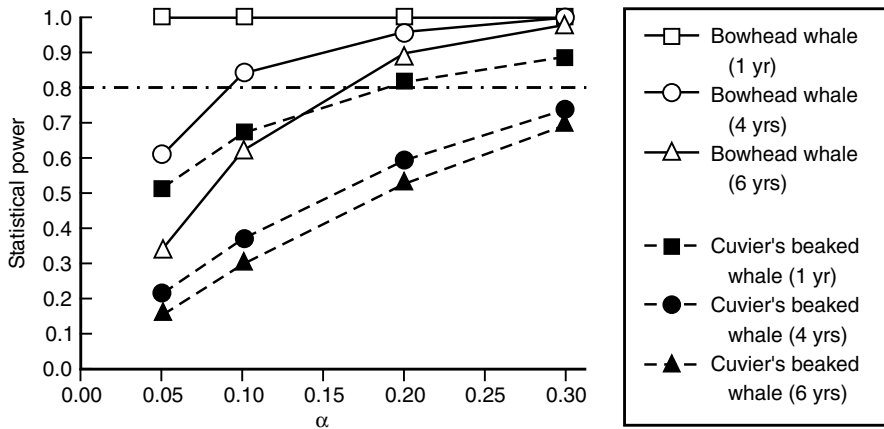 1.0
0.9
0.8
0.7
0.6
0.5
0.4
0.3
0.2
0.1
0.0
Statistical power
0.00 0.05 0.10 0.15 0.20 0.25 0.30
α
Bowhead whale
(1 yr)
Bowhead whale
(4 yrs)
Bowhead whale
(6 yrs)
Cuvier's beaked
whale (1 yr)
Cuvier's beaked
whale (4 yrs)
Cuvier's beaked
whale (6 yrs)